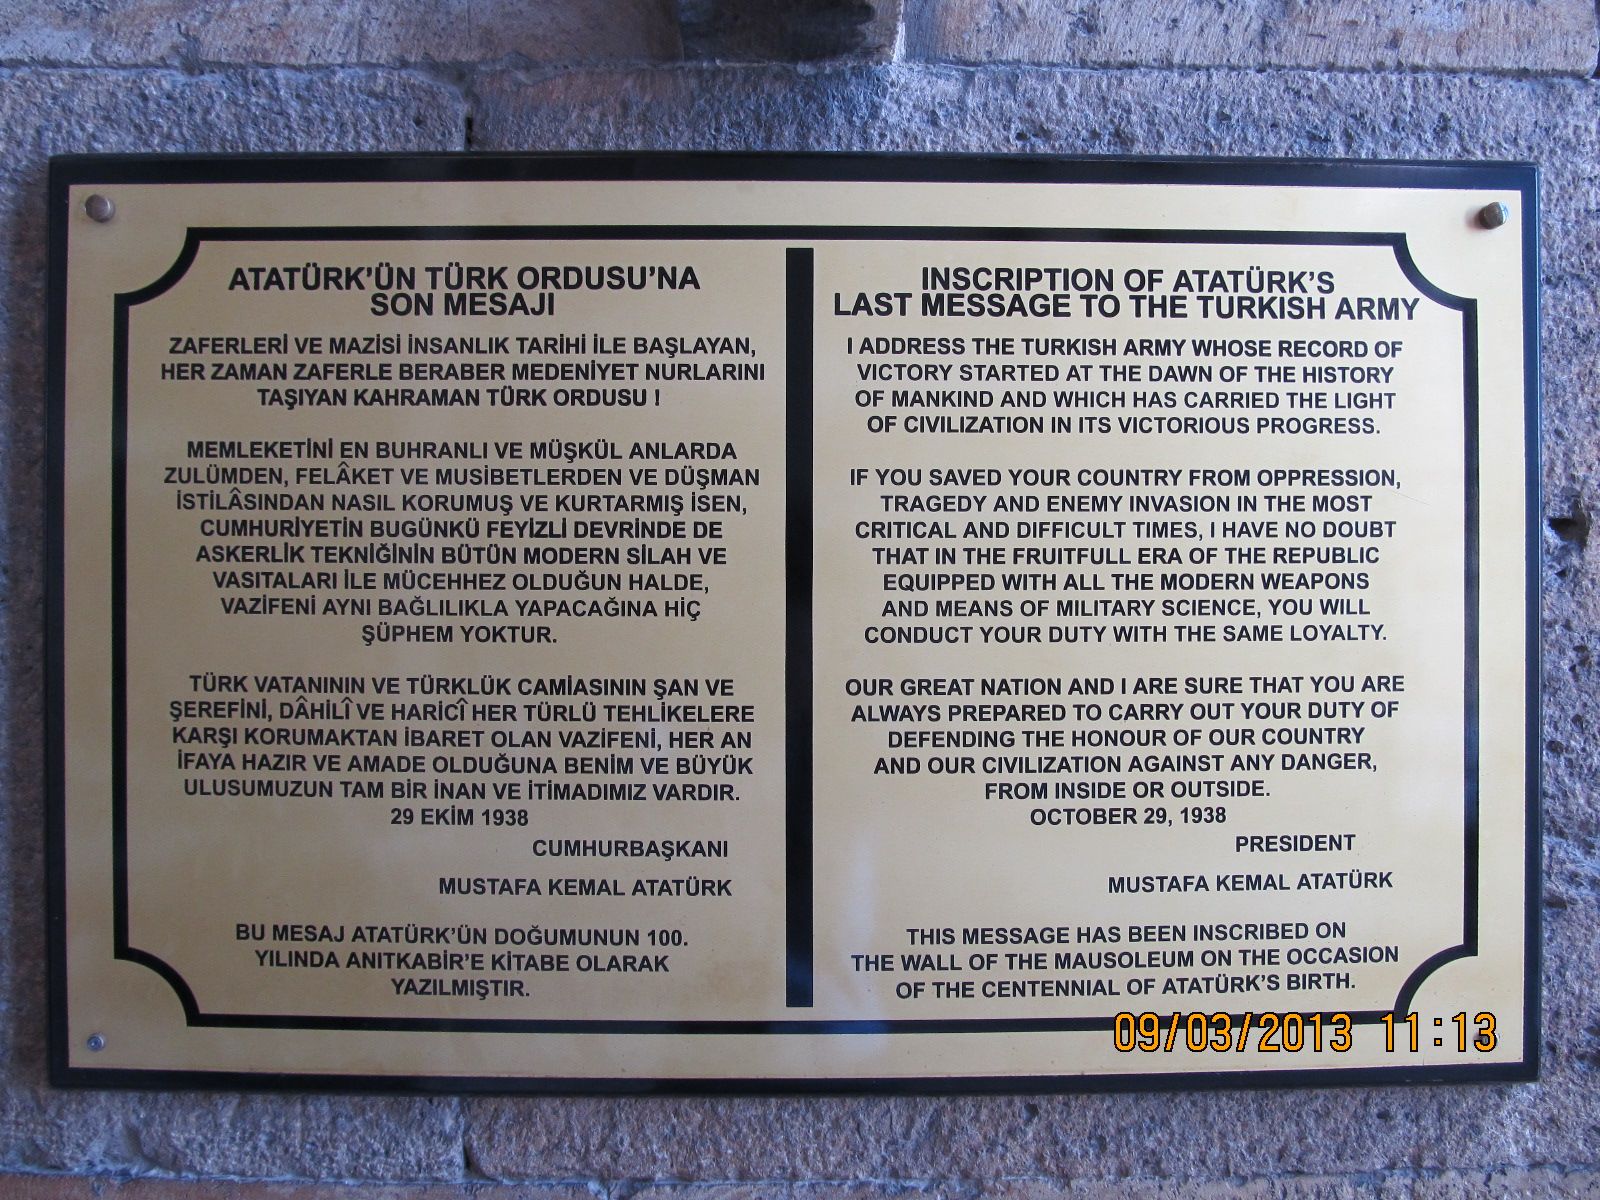 ATATÜRK'ÜN TÜRK ORDUSU'NA
SON MESAJI
ZAFERLERİ VE MAZİSİ İNSANLIK TARİHİ İLE BAŞLAYAN,
HER ZAMAN ZAFERLE BERABER MEDENİYET NURLARINI
TAŞIYAN KAHRAMAN TÜRK ORDUSU !
MEMLEKETİNİ EN BUHRANLI VE MÜŞKÜL ANLARDA
ZULÜMDEN, FELÂKET VE MUSİBETLERDEN VE DÜŞMAN
İSTİLÂSINDAN NASIL KORUMUŞ VE KURTARMIŞ İSEN,
CUMHURİYETİN BUGÜNKÜ FEYİZLİ DEVRİNDE DE
ASKERLİK TEKNİĞİNİN BÜTÜN MODERN SİLAH VE
VASITALARI İLE MÜCEHHEZ OLDUĞUN HALDE,
VAZİFENİ AYNI BAĞLILIKLA YAPACAĞINA HİÇ
ŞÜPHEM YOKTUR.
TÜRK VATANININ VE TÜRKLÜK CAMİASININ ŞAN VE
ŞEREFİNİ, DÂHİLÎ VE HARİCÎ HER TÜRLÜ TEHLİKELERE
KARŞI KORUMAKTAN İBARET OLAN VAZİFENİ, HER AN
İFAYA HAZIR VE AMADE OLDUĞUNA BENİM VE BÜYÜK
ULUSUMUZUN TAM BİR İNAN VE İTİMADIMIZ VARDIR.
29 EKİM 1938
CUMHURBAŞKANI
MUSTAFA KEMAL ATATÜRK
BU MESAJ ATATÜRK'ÜN DOĞUMUNUN 100.
YILINDA ANITKABİR'E KİTABE OLARAK
YAZILMIŞTIR.
INSCRIPTION OF ATATÜRK'S
LAST MESSAGE TO THE TURKISH ARMY
I ADDRESS THE TURKISH ARMY WHOSE RECORD OF
VICTORY STARTED AT THE DAWN OF THE HISTORY
OF MANKIND AND WHICH HAS CARRIED THE LIGHT
OF CIVILIZATION IN ITS VICTORIOUS PROGRESS.
IF YOU SAVED YOUR COUNTRY FROM OPPRESSION,
TRAGEDY AND ENEMY INVASION IN THE MOST
CRITICAL AND DIFFICULT TIMES, I HAVE NO DOUBT
THAT IN THE FRUITFULL ERA OF THE REPUBLIC
EQUIPPED WITH ALL THE MODERN WEAPONS
AND MEANS OF MILITARY SCIENCE, YOU WILL
CONDUCT YOUR DUTY WITH THE SAME LOYALTY.
OUR GREAT NATION AND I ARE SURE THAT YOU ARE
ALWAYS PREPARED TO CARRY OUT YOUR DUTY OF
DEFENDING THE HONOUR OF OUR COUNTRY
AND OUR CIVILIZATION AGAINST ANY DANGER,
FROM INSIDE OR OUTSIDE.
OCTOBER 29, 1938
PRESIDENT
MUSTAFA KEMAL ATATÜRK
THIS MESSAGE HAS BEEN INSCRIBED ON
THE WALL OF THE MAUSOLEUM ON THE OCCASION
OF THE CENTENNIAL OF ATATÜRK'S BIRTH.
09/03/2013 11:13